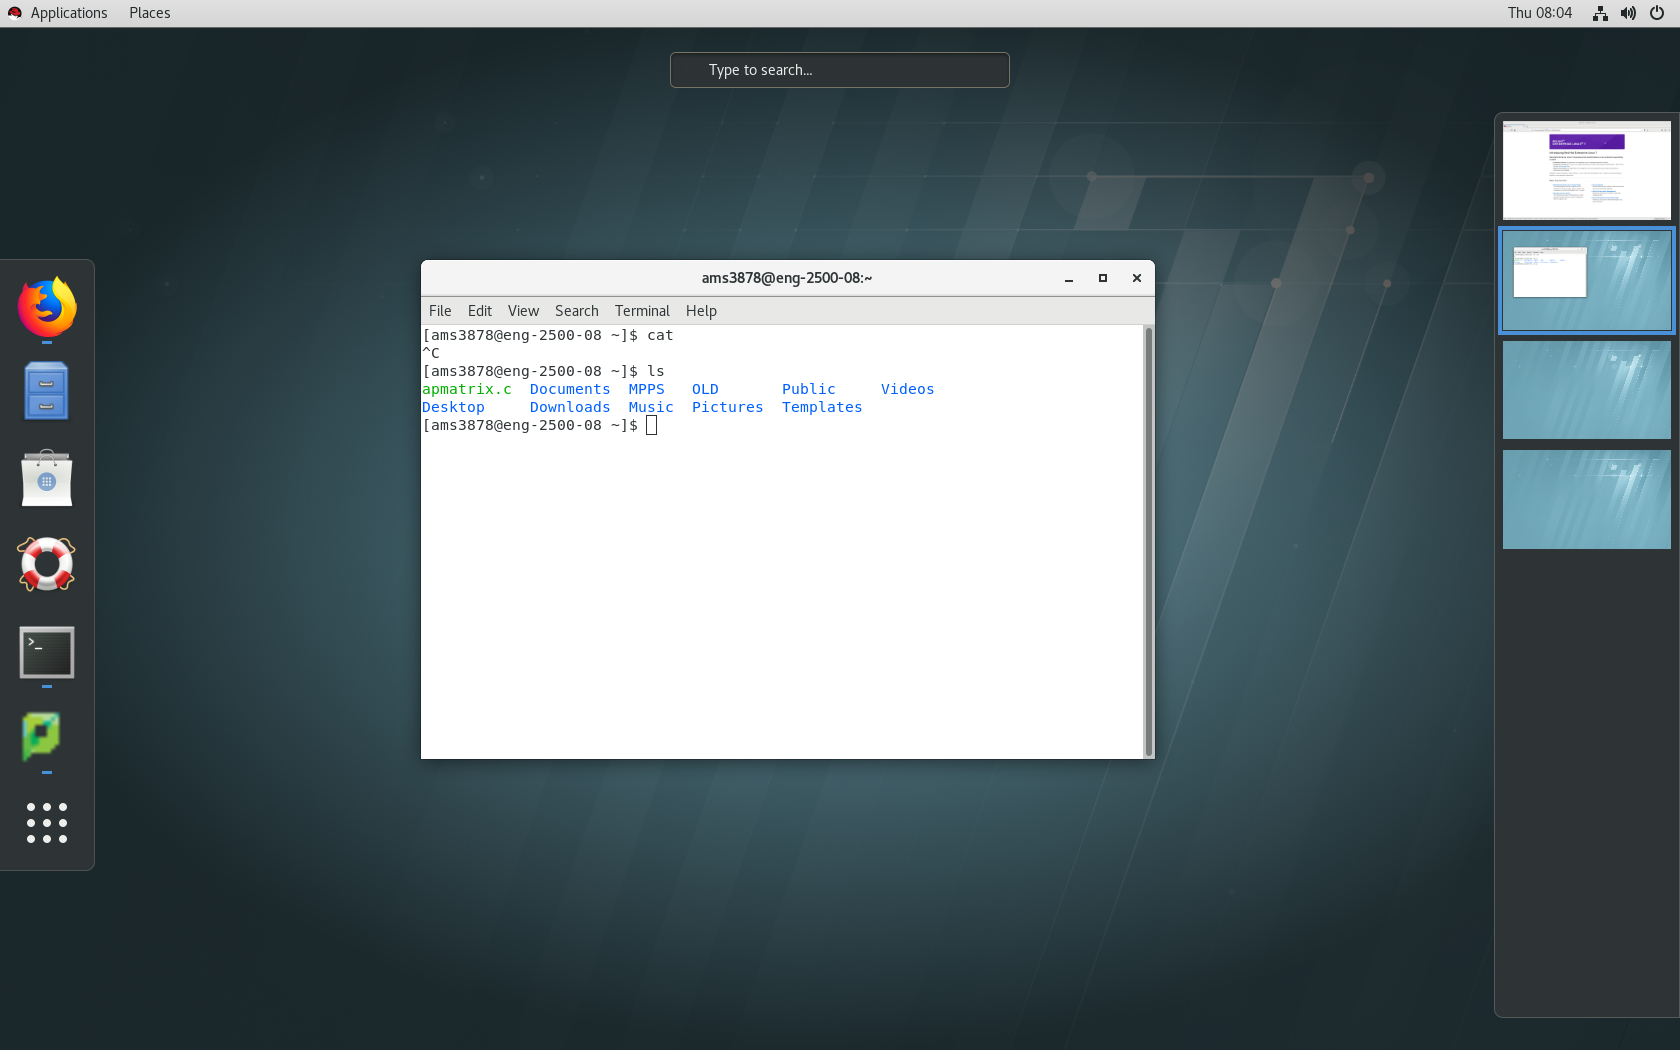 Applications Places Thu 08:04
Type to search...
ams3878@eng-2500-08:~
File Edit View Search Terminal Help
[ams3878@eng-2500-08 ~]$ cat
^C
[ams3878@eng-2500-08 ~]$ ls
apmatrix.c Documents MPPS OLD Public Videos
Desktop Downloads Music Pictures Templates
[ams3878@eng-2500-08 ~]$